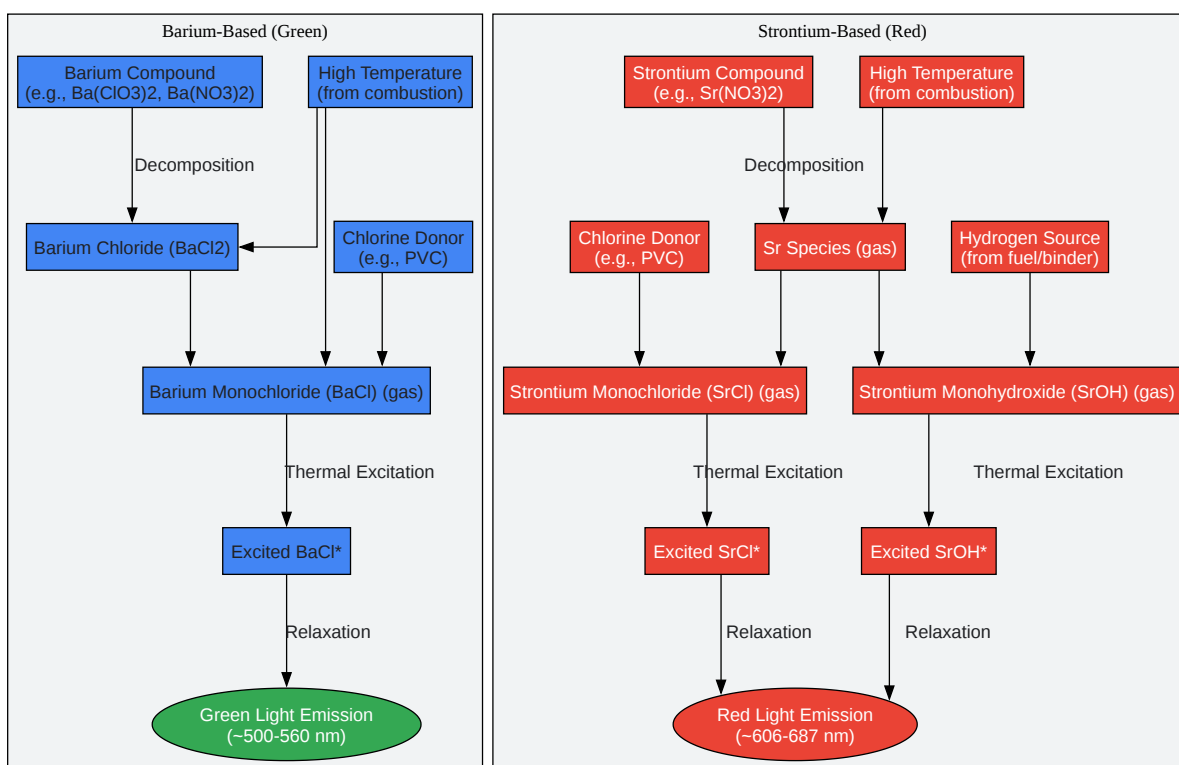 Barium-Based (Green)
Barium Compound
(e.g., Ba(ClO3)2, Ba(NO3)2)
High Temperature
(from combustion)
Decomposition
Barium Chloride (BaCl2)
Chlorine Donor
(e.g., PVC)
Barium Monochloride (BaCl) (gas)
Thermal Excitation
Excited BaCl*
Relaxation
Green Light Emission
(~500-560 nm)
Strontium-Based (Red)
Strontium Compound
(e.g., Sr(NO3)2)
High Temperature
(from combustion)
Decomposition
Chlorine Donor
(e.g., PVC)
Sr Species (gas)
Hydrogen Source
(from fuel/binder)
Strontium Monochloride (SrCl) (gas)
Strontium Monohydroxide (SrOH) (gas)
Thermal Excitation
Thermal Excitation
Excited SrCl*
Excited SrOH*
Relaxation
Relaxation
Red Light Emission
(~606-687 nm)